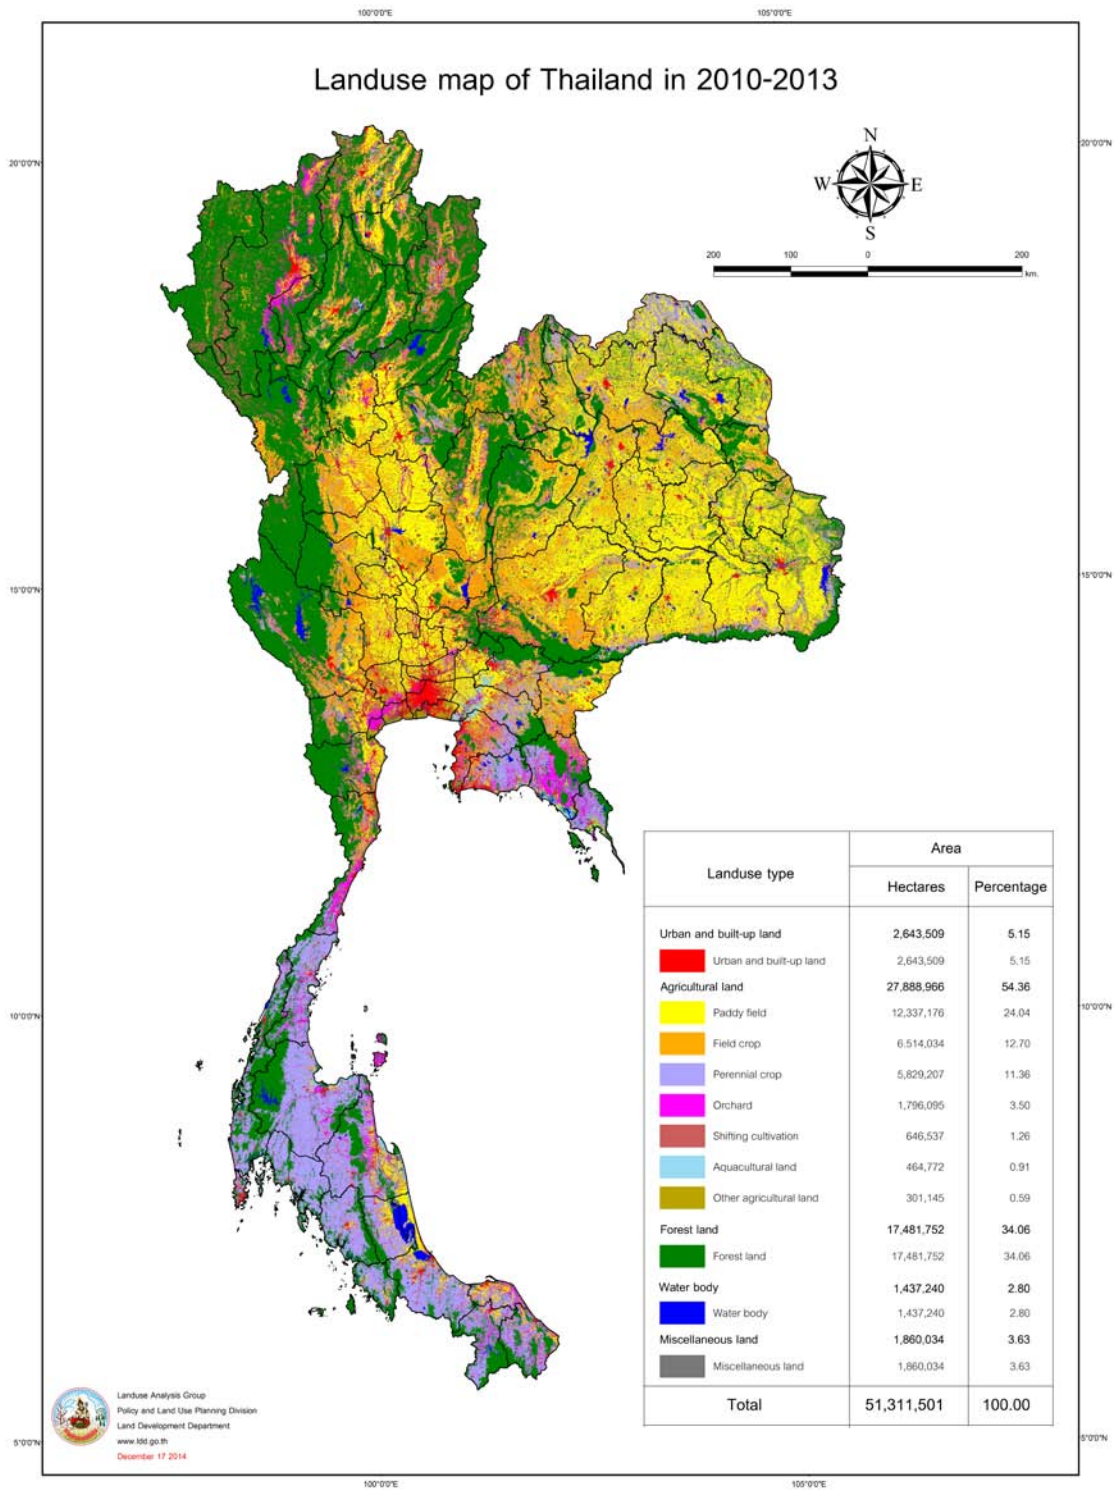 100°0'0"E 105°0'0"E
Landuse map of Thailand in 2010-2013
N
W E
S
20°0'0"N 20°0'0"N
200 100 0 200
km.
15°0'0"N 15°0'0"N
Landuse type Area
Hectares Percentage
Urban and built-up land 2,643,509 5.15
Urban and built-up land 2,643,509 5.15
Agricultural land 27,888,966 54.36
Paddy field 12,337,176 24.04
Field crop 6,514,034 12.70
Perennial crop 5,829,207 11.36
Orchard 1,796,095 3.50
Shifting cultivation 646,537 1.26
Aquacultural land 464,772 0.91
Other agricultural land 301,145 0.59
Forest land 17,481,752 34.06
Forest land 17,481,752 34.06
Water body 1,437,240 2.80
Water body 1,437,240 2.80
Miscellaneous land 1,860,034 3.63
Miscellaneous land 1,860,034 3.63
Total 51,311,501 100.00
10°0'0"N 10°0'0"N
Landuse Analysis Group
Policy and Land Use Planning Division
Land Development Department
www.ldd.go.th
December 17 2014
5°0'0"N 5°0'0"N
100°0'0"E 105°0'0"E